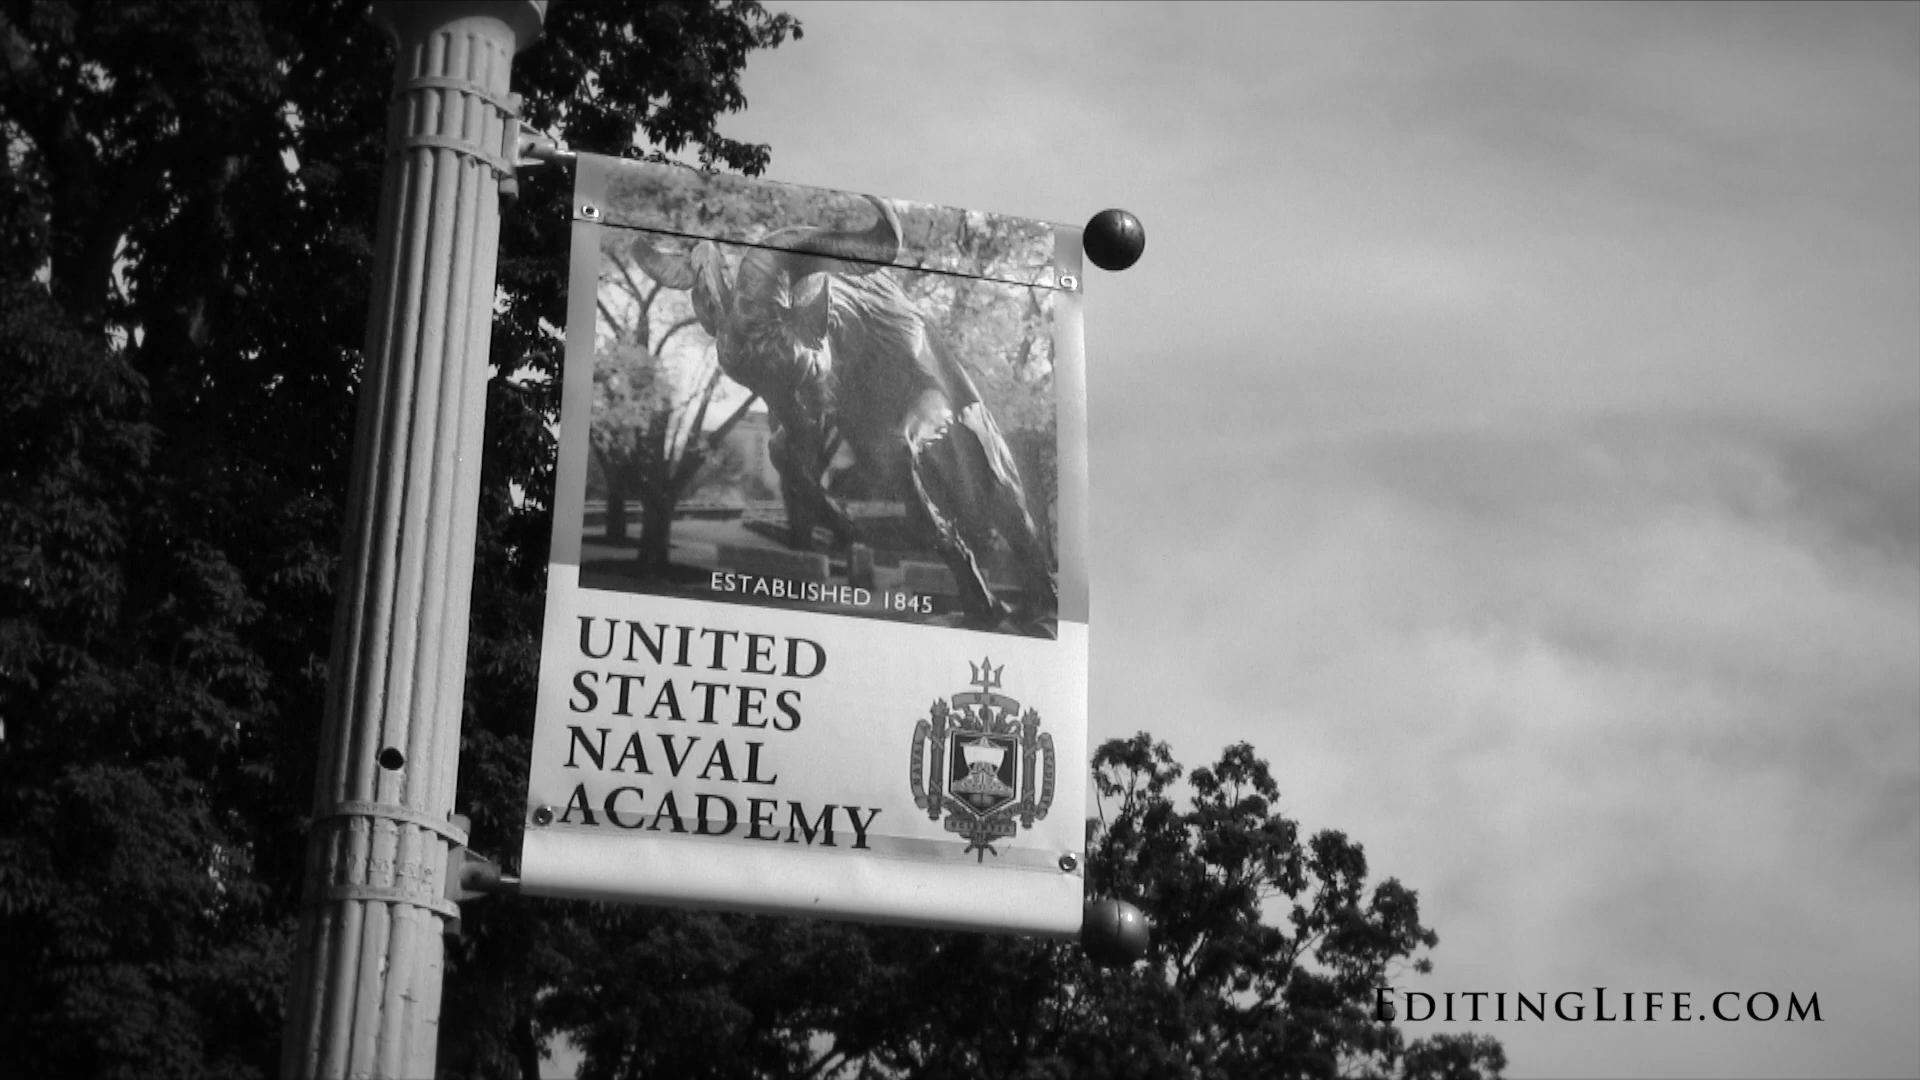 ESTABLISHED 1845
UNITED
STATES
NAVAL
ACADEMY
EDITINGLIFE.COM